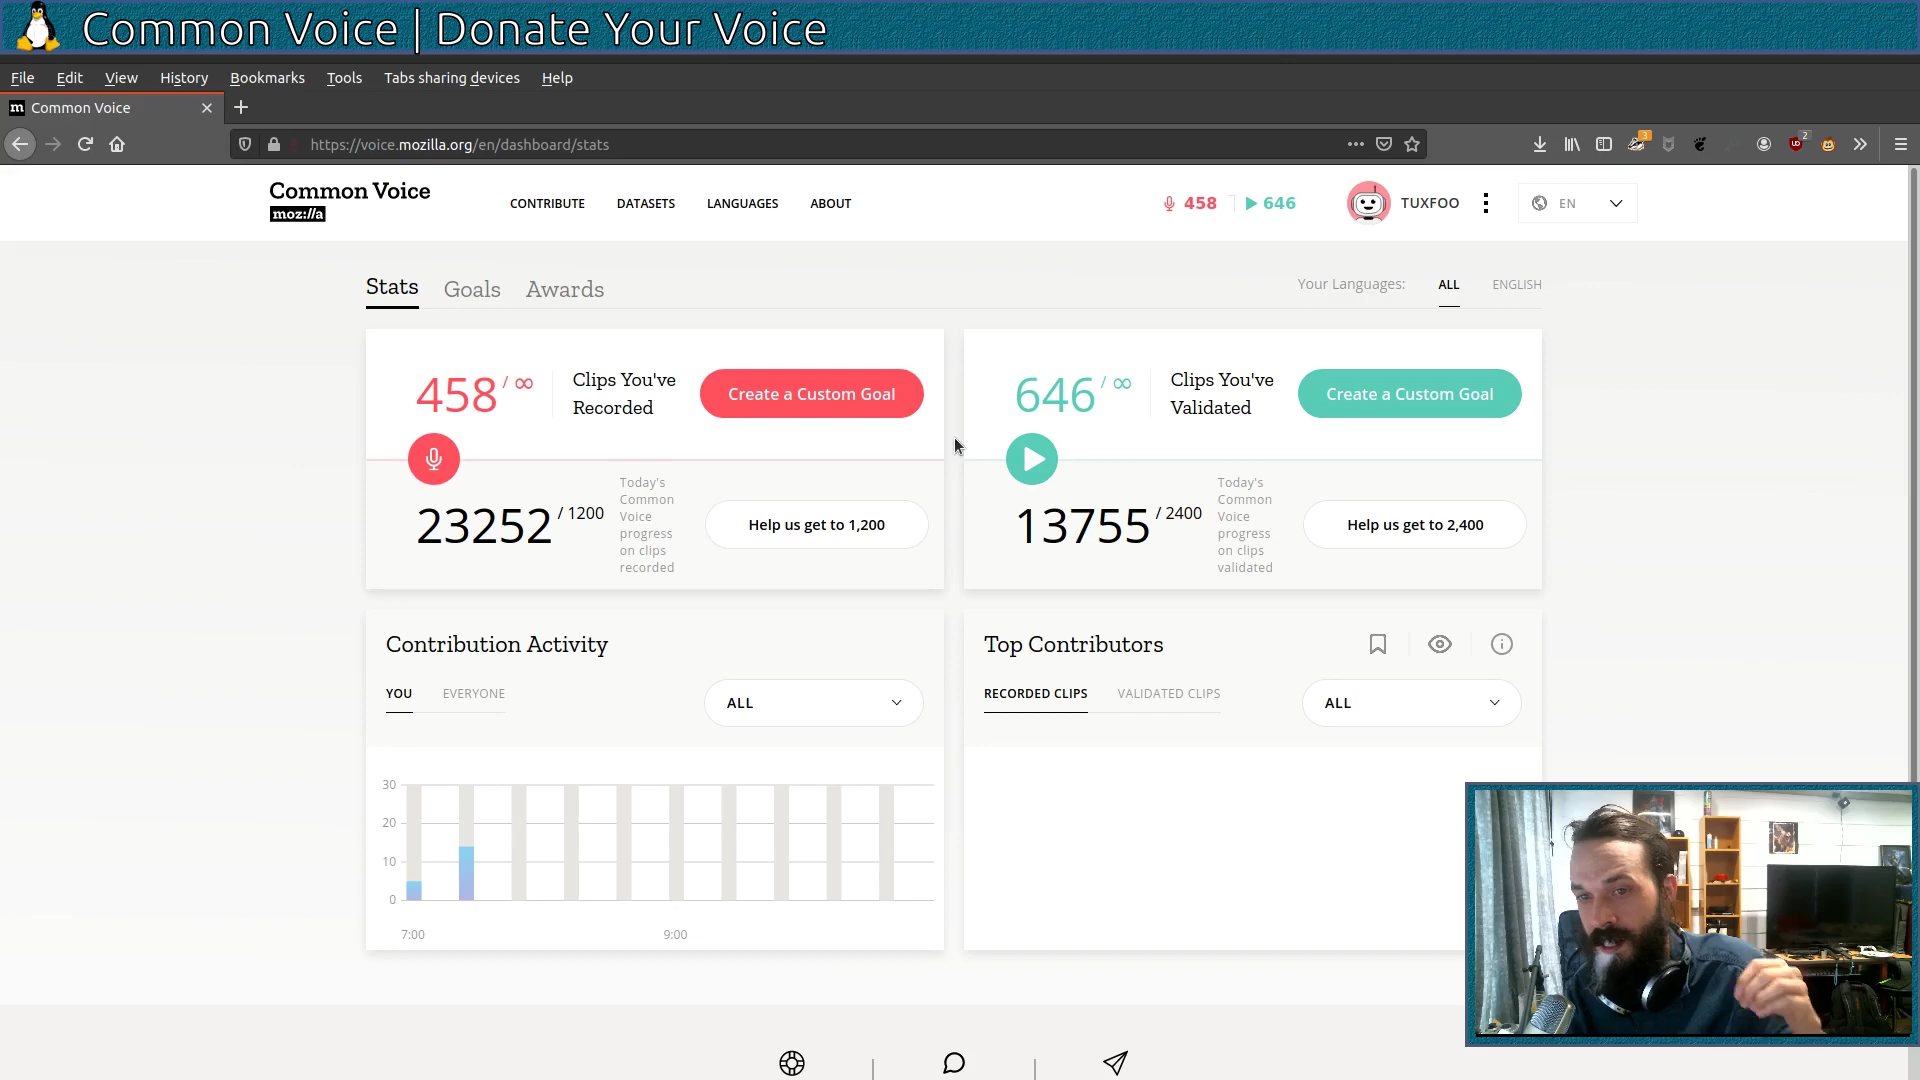 Common Voice | Donate Your Voice
File Edit View History Bookmarks Tools Tabs sharing devices Help
m Common Voice
https://voice.mozilla.org/en/dashboard/stats
3
2
Common Voice
moz://a
CONTRIBUTE DATASETS LANGUAGES ABOUT
458 646
TUXFOO
EN
Stats Goals Awards
Your Languages: ALL ENGLISH
458 / ∞
Clips You've
Recorded
Create a Custom Goal
23252 / 1200
Today's
Common
Voice
progress
on clips
recorded
Help us get to 1,200
646 / ∞
Clips You've
Validated
Create a Custom Goal
13755 / 2400
Today's
Common
Voice
progress
on clips
validated
Help us get to 2,400
Contribution Activity
YOU EVERYONE
ALL
30
20
10
0
7:00 9:00
Top Contributors
RECORDED CLIPS VALIDATED CLIPS
ALL